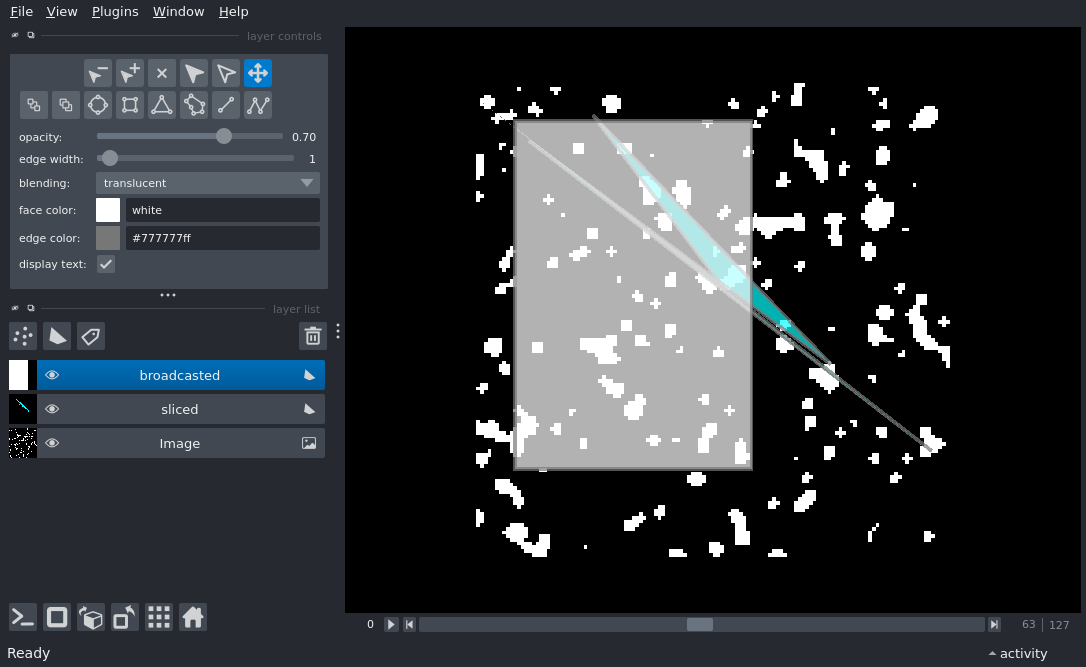 File View Plugins Window Help
layer controls
opacity: 0.70
edge width: 1
blending: translucent
face color: white
edge color: #777777ff
display text:
layer list
broadcasted
sliced
Image
0 63 127
Ready activity